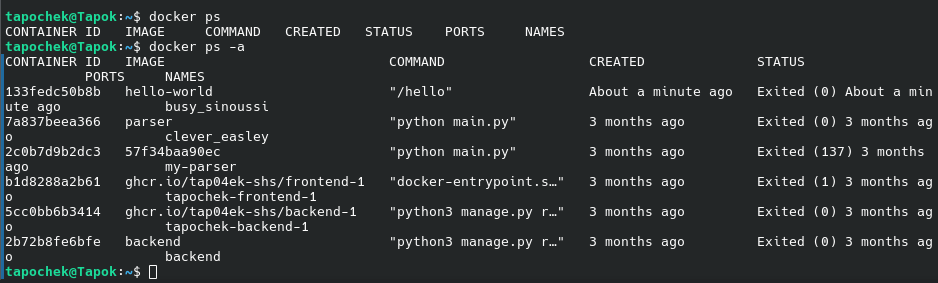 tapochek@Tapok:~$ docker ps
CONTAINER ID   IMAGE     COMMAND   CREATED   STATUS    PORTS     NAMES
tapochek@Tapok:~$ docker ps -a
CONTAINER ID   IMAGE                            COMMAND                  CREATED              STATUS
          PORTS     NAMES
133fedc50b8b   hello-world                      "/hello"                 About a minute ago   Exited (0) About a min
ute ago             busy_sinoussi
7a837beea366   parser                           "python main.py"         3 months ago         Exited (0) 3 months ag
o                   clever_easley
2c0b7d9b2dc3   57f34baa90ec                     "python main.py"         3 months ago         Exited (137) 3 months
ago                 my-parser
b1d8288a2b61   ghcr.io/tap04ek-shs/frontend-1   "docker-entrypoint.s…"   3 months ago         Exited (1) 3 months ag
o                   tapochek-frontend-1
5cc0bb6b3414   ghcr.io/tap04ek-shs/backend-1    "python3 manage.py r…"   3 months ago         Exited (0) 3 months ag
o                   tapochek-backend-1
2b72b8fe6bfe   backend                          "python3 manage.py r…"   3 months ago         Exited (0) 3 months ag
o                   backend
tapochek@Tapok:~$